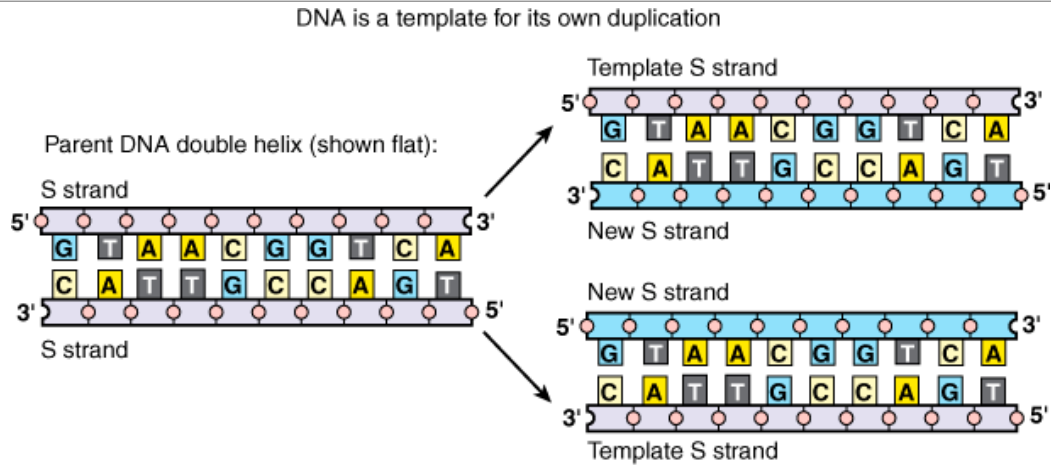 DNA is a template for its own duplication
Parent DNA double helix (shown flat):
S strand
5' 3'
G T A A C G G T C A
C A T T G C C A G T
3' 5'
S strand
Template S strand
5' 3'
G T A A C G G T C A
C A T T G C C A G T
3' 5'
New S strand
New S strand
5' 3'
G T A A C G G T C A
C A T T G C C A G T
3' 5'
Template S strand